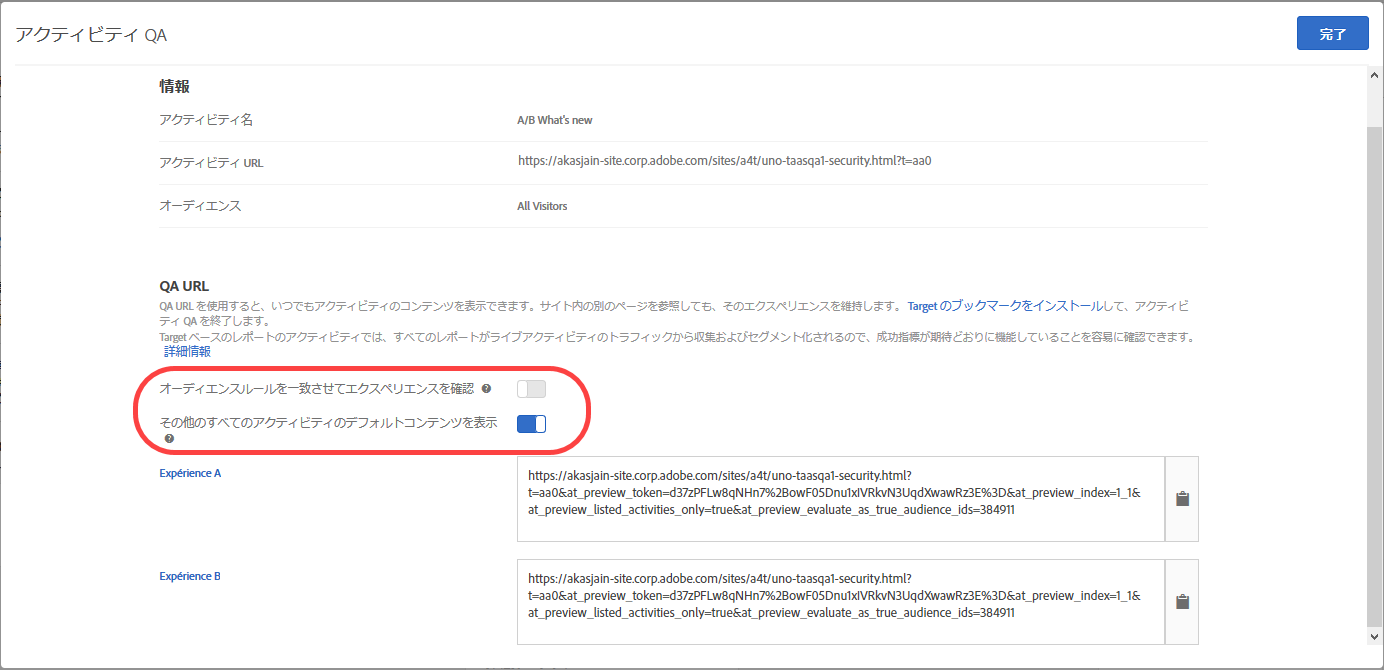 アクティビティ QA
完了
情報
アクティビティ名
A/B What's new
アクティビティ URL
https://akasjain-site.corp.adobe.com/sites/a4t/uno-taasqa1-security.html?t=aa0
オーディエンス
All Visitors
QA URL
QA URL を使用すると、いつでもアクティビティのコンテンツを表示できます。サイト内の別のページを参照しても、そのエクスペリエンスを維持します。 Target のブックマークをインストールして、アクティビ
ティ QA を終了します。
Target ベースのレポートのアクティビティでは、すべてのレポートがライブアクティビティのトラフィックから収集およびセグメント化されるので、成功指標が期待どおりに機能していることを容易に確認できます。
詳細情報
オーディエンスルールを一致させてエクスペリエンスを確認 ?
その他のすべてのアクティビティのデフォルトコンテンツを表示
?
Expérience A
https://akasjain-site.corp.adobe.com/sites/a4t/uno-taasqa1-security.html?
t=aa0&at_preview_token=d37zPFLw8qNHn7%2BowF05Dnu1xIVRkvN3UqdXwawRz3E%3D&at_preview_index=1_1&
at_preview_listed_activities_only=true&at_preview_evaluate_as_true_audience_ids=384911
Expérience B
https://akasjain-site.corp.adobe.com/sites/a4t/uno-taasqa1-security.html?
t=aa0&at_preview_token=d37zPFLw8qNHn7%2BowF05Dnu1xIVRkvN3UqdXwawRz3E%3D&at_preview_index=1_1&
at_preview_listed_activities_only=true&at_preview_evaluate_as_true_audience_ids=384911